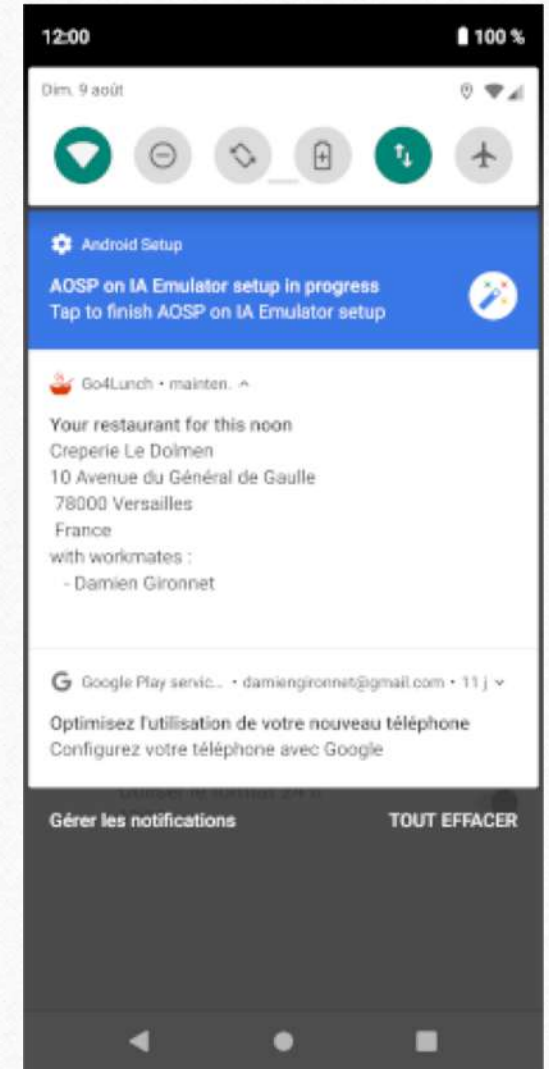 12:00 100 %
Dim. 9 août
Android Setup
AOSP on IA Emulator setup in progress
Tap to finish AOSP on IA Emulator setup
Go4Lunch • mainten.
Your restaurant for this noon
Creperie Le Dolmen
10 Avenue du Général de Gaulle
78000 Versailles
France
with workmates :
- Damien Gironnet
G Google Play servic... • damiengironnet@gmail.com • 11 j
Optimisez l'utilisation de votre nouveau téléphone
Configurez votre téléphone avec Google
Gérer les notifications TOUT EFFACER